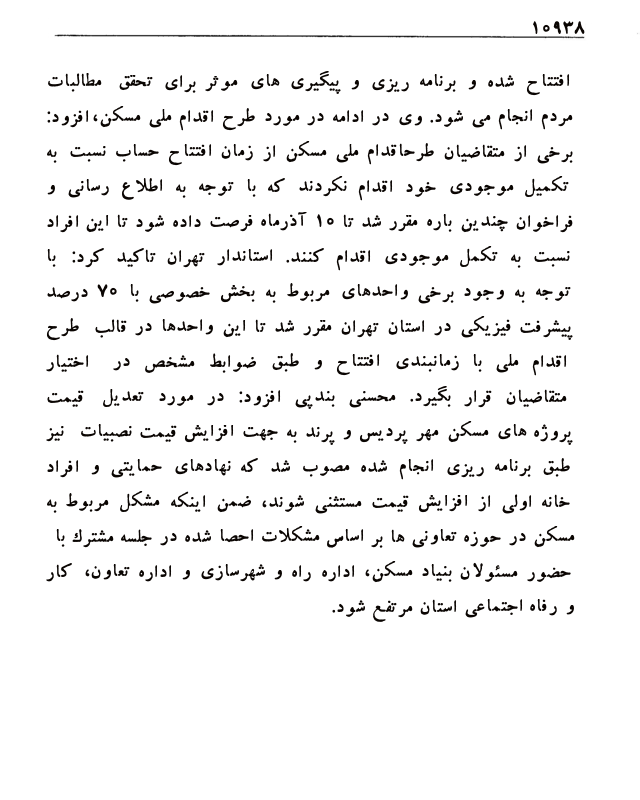 ۱۰۹۳۸
افتتاح شده و برنامه ریزی و پیگیری های موثر برای تحقق مطالبات
مردم انجام می شود. وی در ادامه در مورد طرح اقدام ملی مسکن،افزود:
برخی از متقاضیان طرحاقدام ملی مسکن از زمان افتتاح حساب نسبت به
تکمیل موجودی خود اقدام نکردند که با توجه به اطلاع رسانی و
فراخوان چندین باره مقرر شد تا ۱۵ آذرماه فرصت داده شود تا این افراد
نسبت به تکمل موجودی اقدام کنند. استاندار تهران تاکید کرد: با
توجه به وجود برخی واحدهای مربوط به بخش خصوصی با ۷۰ درصد
پیشرفت فیزیکی در استان تهران مقرر شد تا این واحدها در قالب طرح
اقدام ملی با زمانبندی افتتاح و طبق ضوابط مشخص در اختیار
متقاضیان قرار بگیرد. محسنی بندپی افزود: در مورد تعدیل قیمت
پروژه های مسکن مهر پردیس و پرند به جهت افزایش قیمت نصبیات نیز
طبق برنامه ریزی انجام شده مصوب شد که نهادهای حمایتی و افراد
خانه اولی از افزایش قیمت مستثنی شوند، ضمن اینکه مشکل مربوط به
مسکن در حوزه تعاونی ها بر اساس مشکلات احصا شده در جلسه مشترك با
حضور مسئولان بنیاد مسکن، اداره راه و شهرسازی و اداره تعاون، کار
و رفاه اجتماعی استان مرتفع شود.